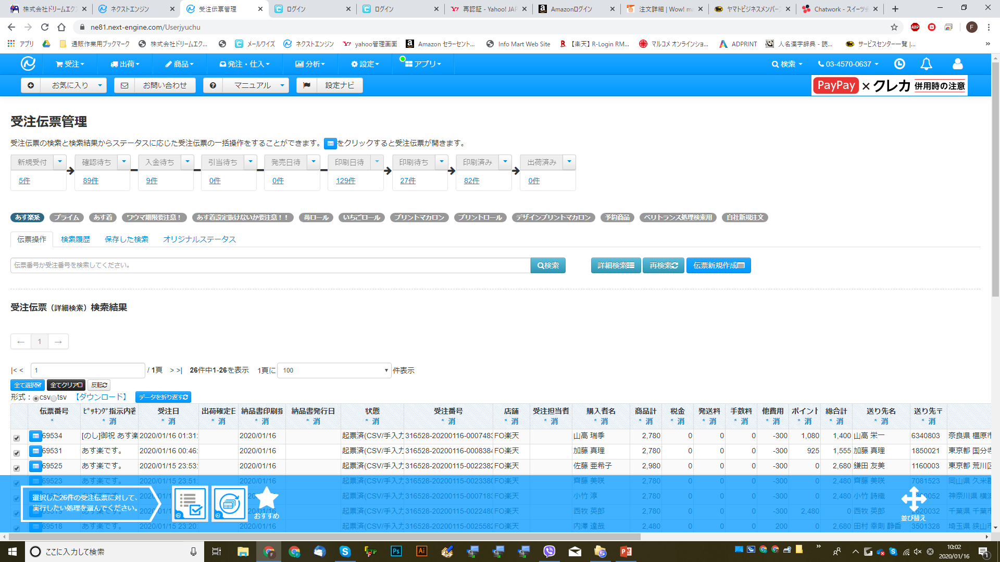 株式会社ドリームエク
ネクストエンジン
受注伝票管理
ログイン
ログイン
再認証 - Yahoo! JAP
Amazonログイン
注文詳細 | Wow! ma
ヤマトビジネスメンバーズ
Chatwork - スイーツ
ne81.next-engine.com/Userjyuchu
アプリ
通販作業用ブックマーク
株式会社ドリームエク...
メールワイズ
ネクストエンジン
yahoo管理画面
Amazon セラーセント...
Info Mart Web Site
【楽天】R-Login RM...
マルコメ オンラインショ...
ADPRINT
人名漢字辞典 - 読...
サービスセンター一覧 |...
受注
出荷
商品
発注・仕入
分析
設定
アプリ
検索
03-4570-0637
お気に入り
お問い合わせ
マニュアル
設定ナビ
PayPay × クレカ 併用時の注意
受注伝票管理
受注伝票の検索と検索結果からステータスに応じた受注伝票の一括操作をすることができます。 をクリックすると受注伝票が開きます。
新規受付 確認待ち 入金待ち 引当待ち 発売日待 印刷日待 印刷待ち 印刷済み 出荷済み
5件 89件 9件 0件 0件 129件 27件 82件 0件
あす楽系 プライム あす着 ワウマ期限要注意！ あす着設定抜けないか要注意！！ 苺ロール いちごロール プリントマカロン プリントロール デザインプリントマカロン 予約商品 ベリトランス処理検索用 自社新規注文
伝票操作 検索履歴 保存した検索 オリジナルステータス
伝票番号か受注番号を検索してください。
検索 詳細検索 再検索 伝票新規作成
受注伝票（詳細検索）検索結果
← 1 →
|< < 1 / 1頁 > >| 26件中1-26を表示 1頁に 100 件表示
全て選択 全てクリア 反転
形式： csv tsv 【ダウンロード】 データを折り返す
伝票番号 ﾋﾟｯｷﾝｸﾞ指示内容 受注日 出荷確定日 納品書印刷指 納品書発行日 状態 受注番号 店舗 受注担当者 購入者名 商品計 税金 発送料 手数料 他費用 ポイント 総合計 送り先名 送り先〒
* * 消 * 消 * 消 * 消 * 消 * 消 * 消 * 消 * 消 * 消 * 消 * 消 * 消 * 消 * 消 * 消 * 消 * 消 * 消
69534 [のし]御祝 あす楽 2020/01/16 01:31: 2020/01/16 起票済(CSV/手入力 316528-20200116-0007483 FO楽天 山高 瑞季 2,780 0 0 0 -300 1,080 1,400 山高 栄一 6340803 奈良県 橿原市
69531 あす楽です。 2020/01/16 00:46: 2020/01/16 起票済(CSV/手入力 316528-20200116-0008384 FO楽天 加藤 真理 2,780 0 0 0 -300 925 1,555 加藤 真理 1850021 東京都 国分寺
69525 あす楽です。 2020/01/15 23:53: 2020/01/16 起票済(CSV/手入力 316528-20200115-0022382 FO楽天 佐藤 亜希子 2,980 0 0 0 -300 0 2,680 鎌田 友美 1160003 東京都 荒川区
69523 あす楽です。 2020/01/15 23:51: 2020/01/16 起票済(CSV/手入力 316528-20200115-0023380 FO楽天 齊藤 美咲 2,780 0 0 0 -300 0 2,480 齊藤 美咲 7081523 岡山県 久米郡
起票済(CSV/手入力 316528-20200115-0007183 FO楽天 小竹 淳 2,780 0 0 0 -300 0 2,480 小竹 詩織 0052 神奈川県 横浜
起票済(CSV/手入力 316528-20200115-0022480 FO楽天 西牧 英郎 2,780 0 0 0 -300 2,480 0 西牧 英郎 2620032 千葉県 千葉市
69518 あす楽です。 2020/01/15 23:20: 2020/01/16 起票済(CSV/手入力 316528-20200115-0025582 FO楽天 内澤 達哉 2,480 0 0 0 200 0 2,680 田村 幸則 静香 3501328 埼玉県 狭山市
選択した26件の受注伝票に対して、
実行したい処理を選んでください。
おすすめ
並び替え
ここに入力して検索
10:02
2020/01/16